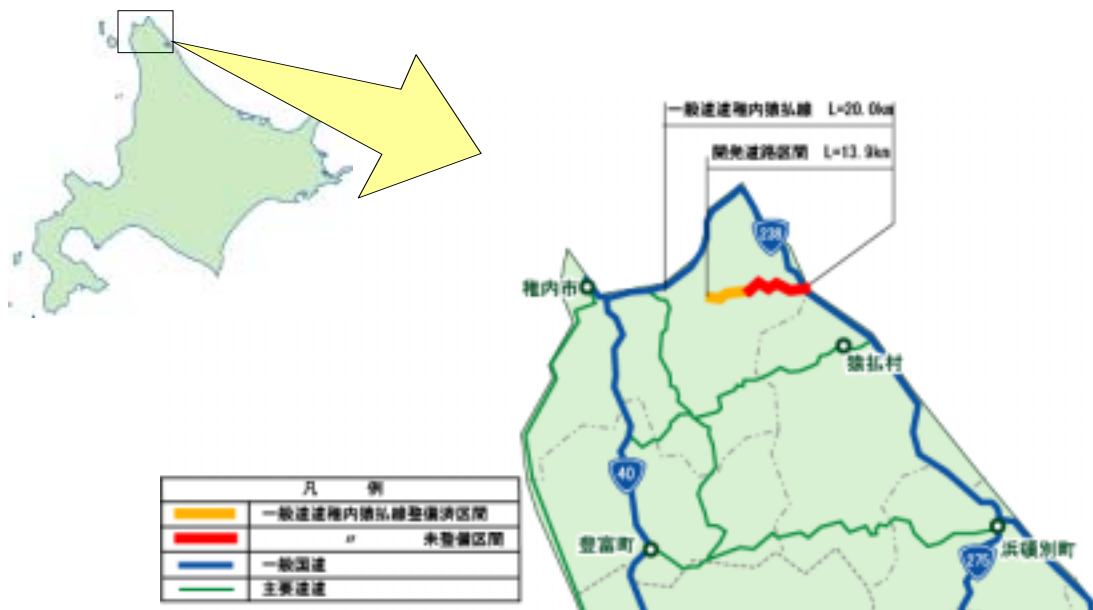 一般道道稚内猿払線 L=20.0km
開発道路区間 L=13.9km
238
稚内市
猿払村
40
豊富町
浜頓別町
275
凡 例
一般道道稚内猿払線整備済区間
〃 未整備区間
一般国道
主要道道